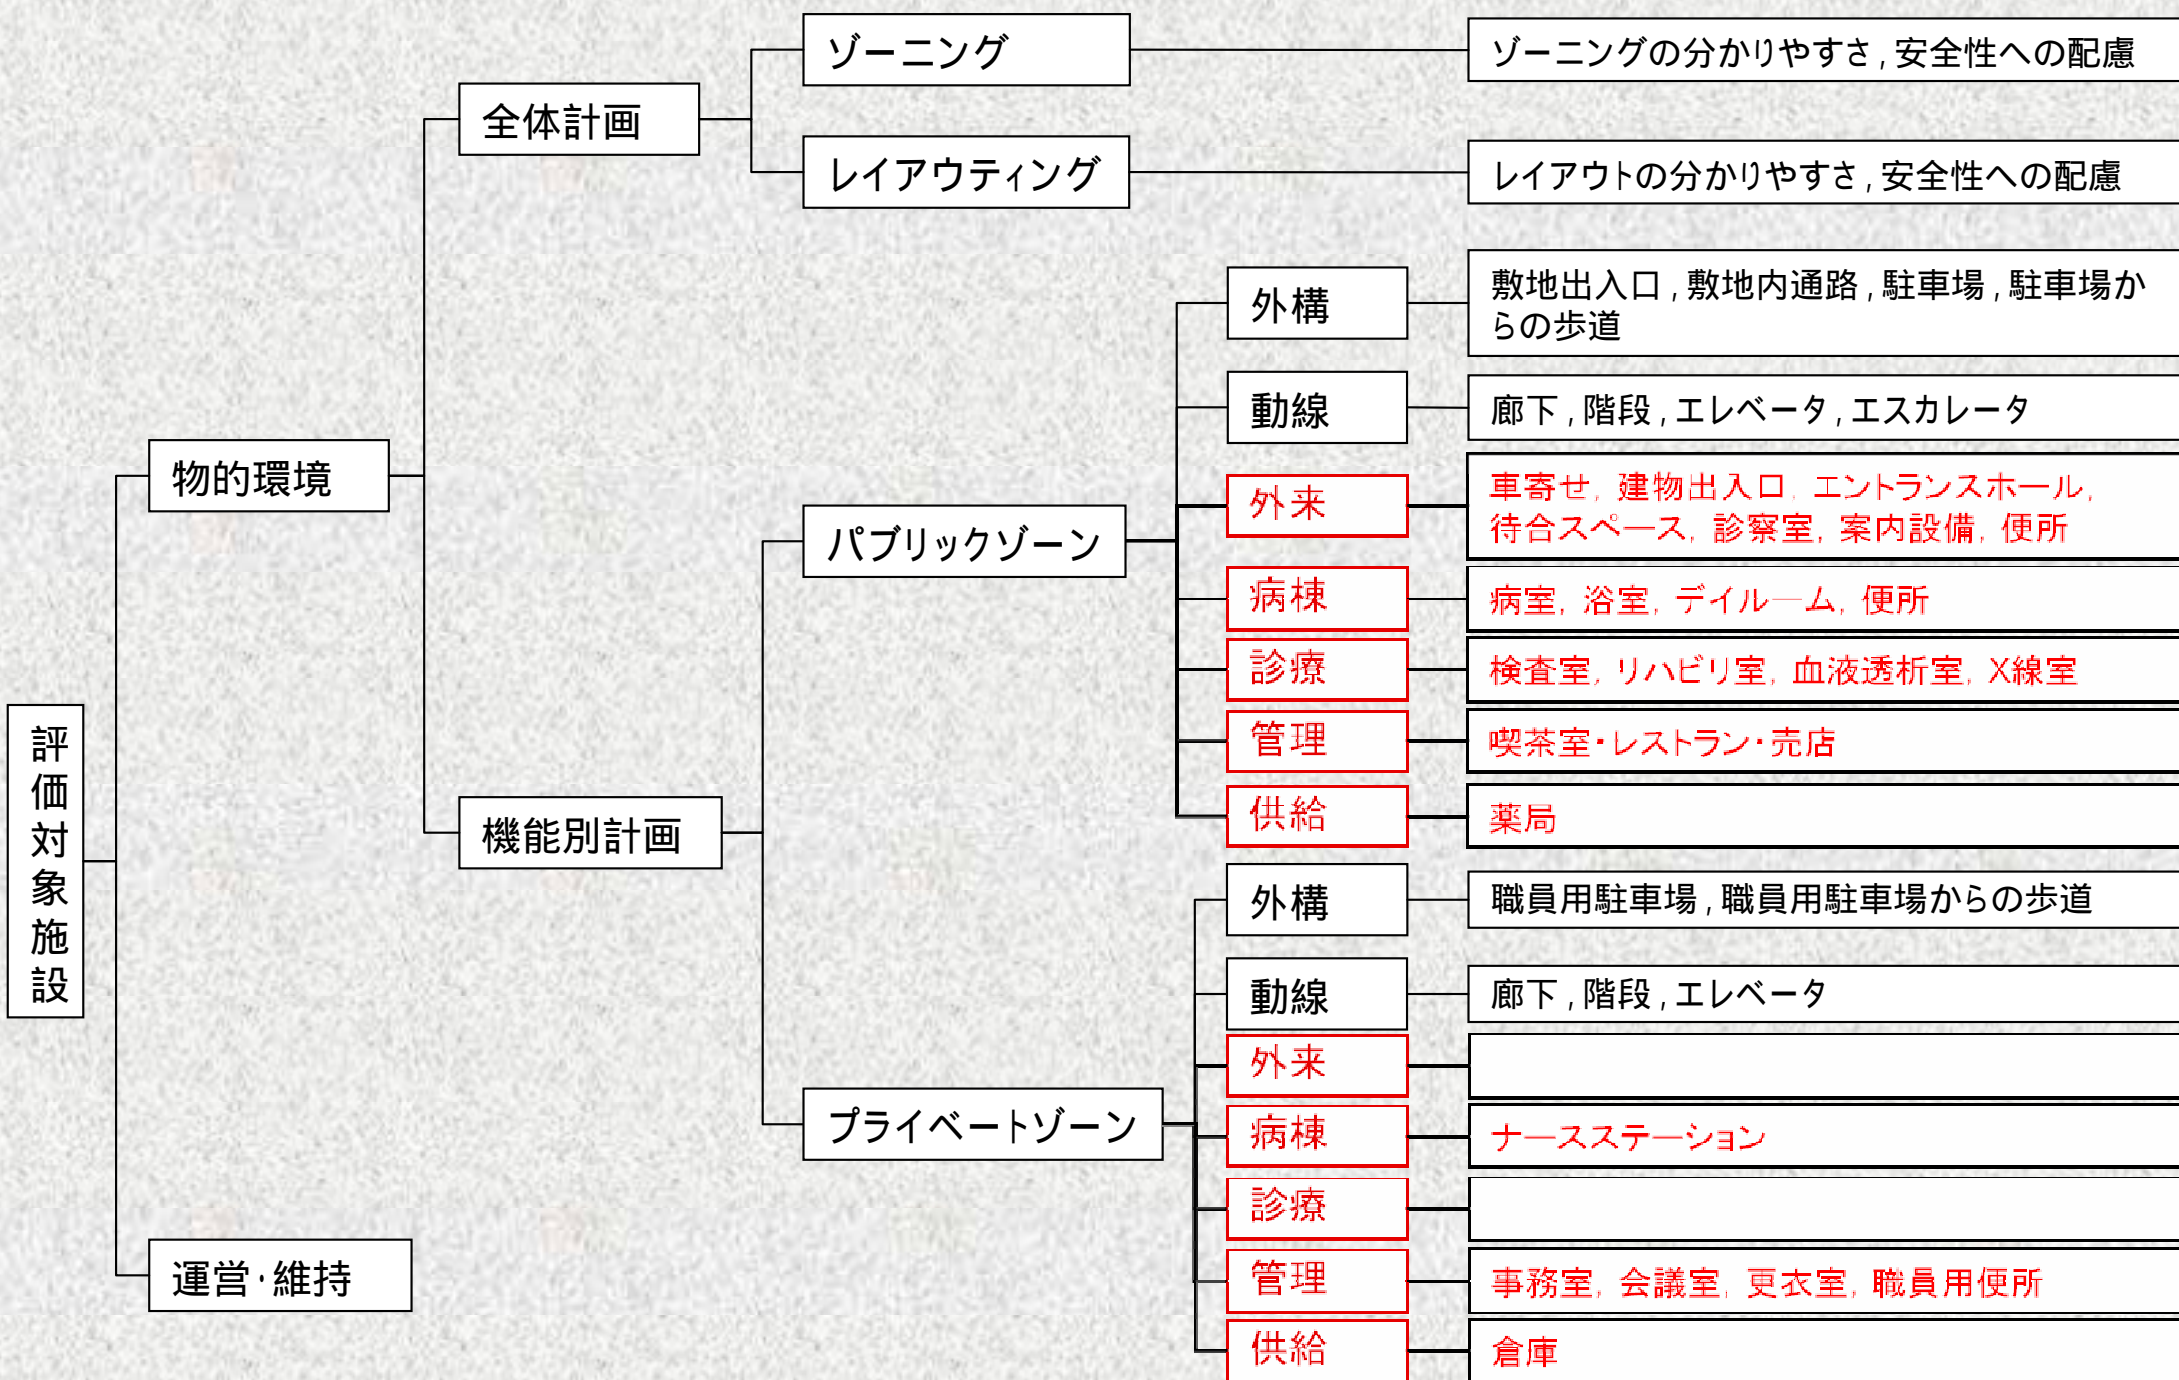 ゾーニング
ゾーニングの分かりやすさ,安全性への配慮
全体計画
レイアウティング
レイアウトの分かりやすさ,安全性への配慮
外構
敷地出入口,敷地内通路,駐車場,駐車場か
らの歩道
動線
廊下,階段,エレベータ,エスカレータ
物的環境
外来
車寄せ, 建物出入口, エントランスホール,
待合スペース, 診察室, 案内設備, 便所
パブリックゾーン
病棟
病室, 浴室, デイルーム, 便所
診療
検査室, リハビリ室, 血液透析室, X線室
管理
喫茶室・レストラン・売店
供給
薬局
機能別計画
評価対象施設
外構
職員用駐車場,職員用駐車場からの歩道
動線
廊下,階段,エレベータ
外来
プライベートゾーン
病棟
ナースステーション
診療
管理
事務室, 会議室, 更衣室, 職員用便所
運営・維持
供給
倉庫